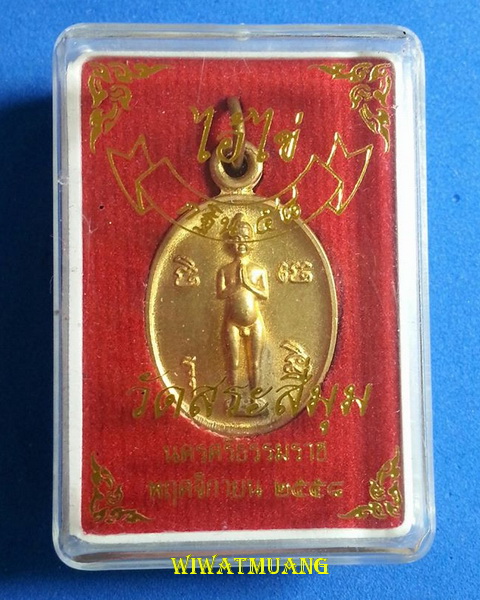 ไอ้ไข่
วัดสระสี่มุม
นครศรีธรรมราช
พฤศจิกายน ๒๕๕๘
WIWATMUANG